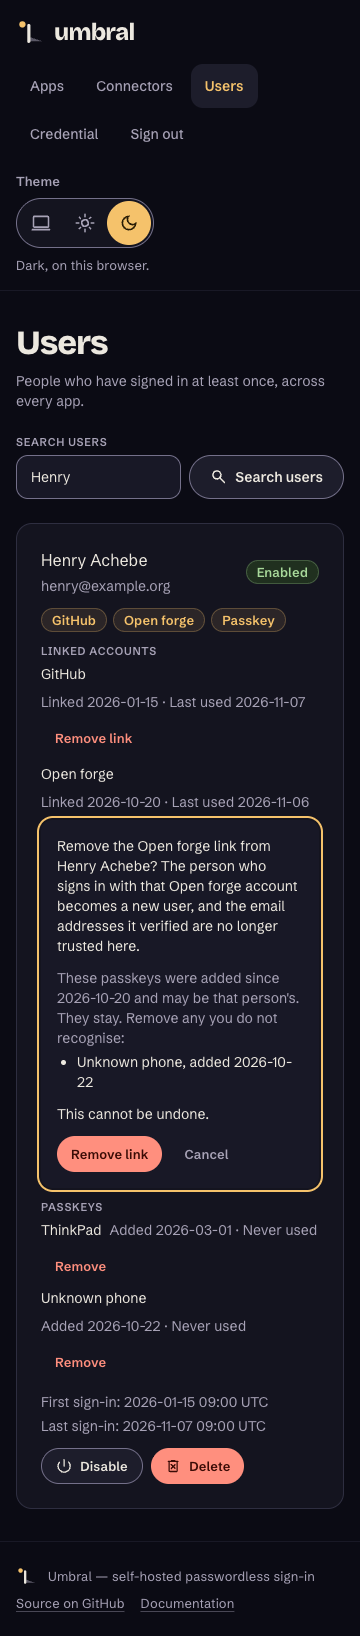 umbral
Apps Connectors Users
Credential Sign out
Theme
Dark, on this browser.
Users
People who have signed in at least once, across
every app.
SEARCH USERS
Henry Search users
Henry Achebe
henry@example.org
Enabled
GitHub Open forge Passkey
LINKED ACCOUNTS
GitHub
Linked 2026-01-15 · Last used 2026-11-07
Remove link
Open forge
Linked 2026-10-20 · Last used 2026-11-06
Remove the Open forge link from
Henry Achebe? The person who
signs in with that Open forge account
becomes a new user, and the email
addresses it verified are no longer
trusted here.
These passkeys were added since
2026-10-20 and may be that person's.
They stay. Remove any you do not
recognise:
• Unknown phone, added 2026-10-
22
This cannot be undone.
Remove link Cancel
PASSKEYS
ThinkPad Added 2026-03-01 · Never used
Remove
Unknown phone
Added 2026-10-22 · Never used
Remove
First sign-in: 2026-01-15 09:00 UTC
Last sign-in: 2026-11-07 09:00 UTC
Disable Delete
Umbral — self-hosted passwordless sign-in
Source on GitHub Documentation